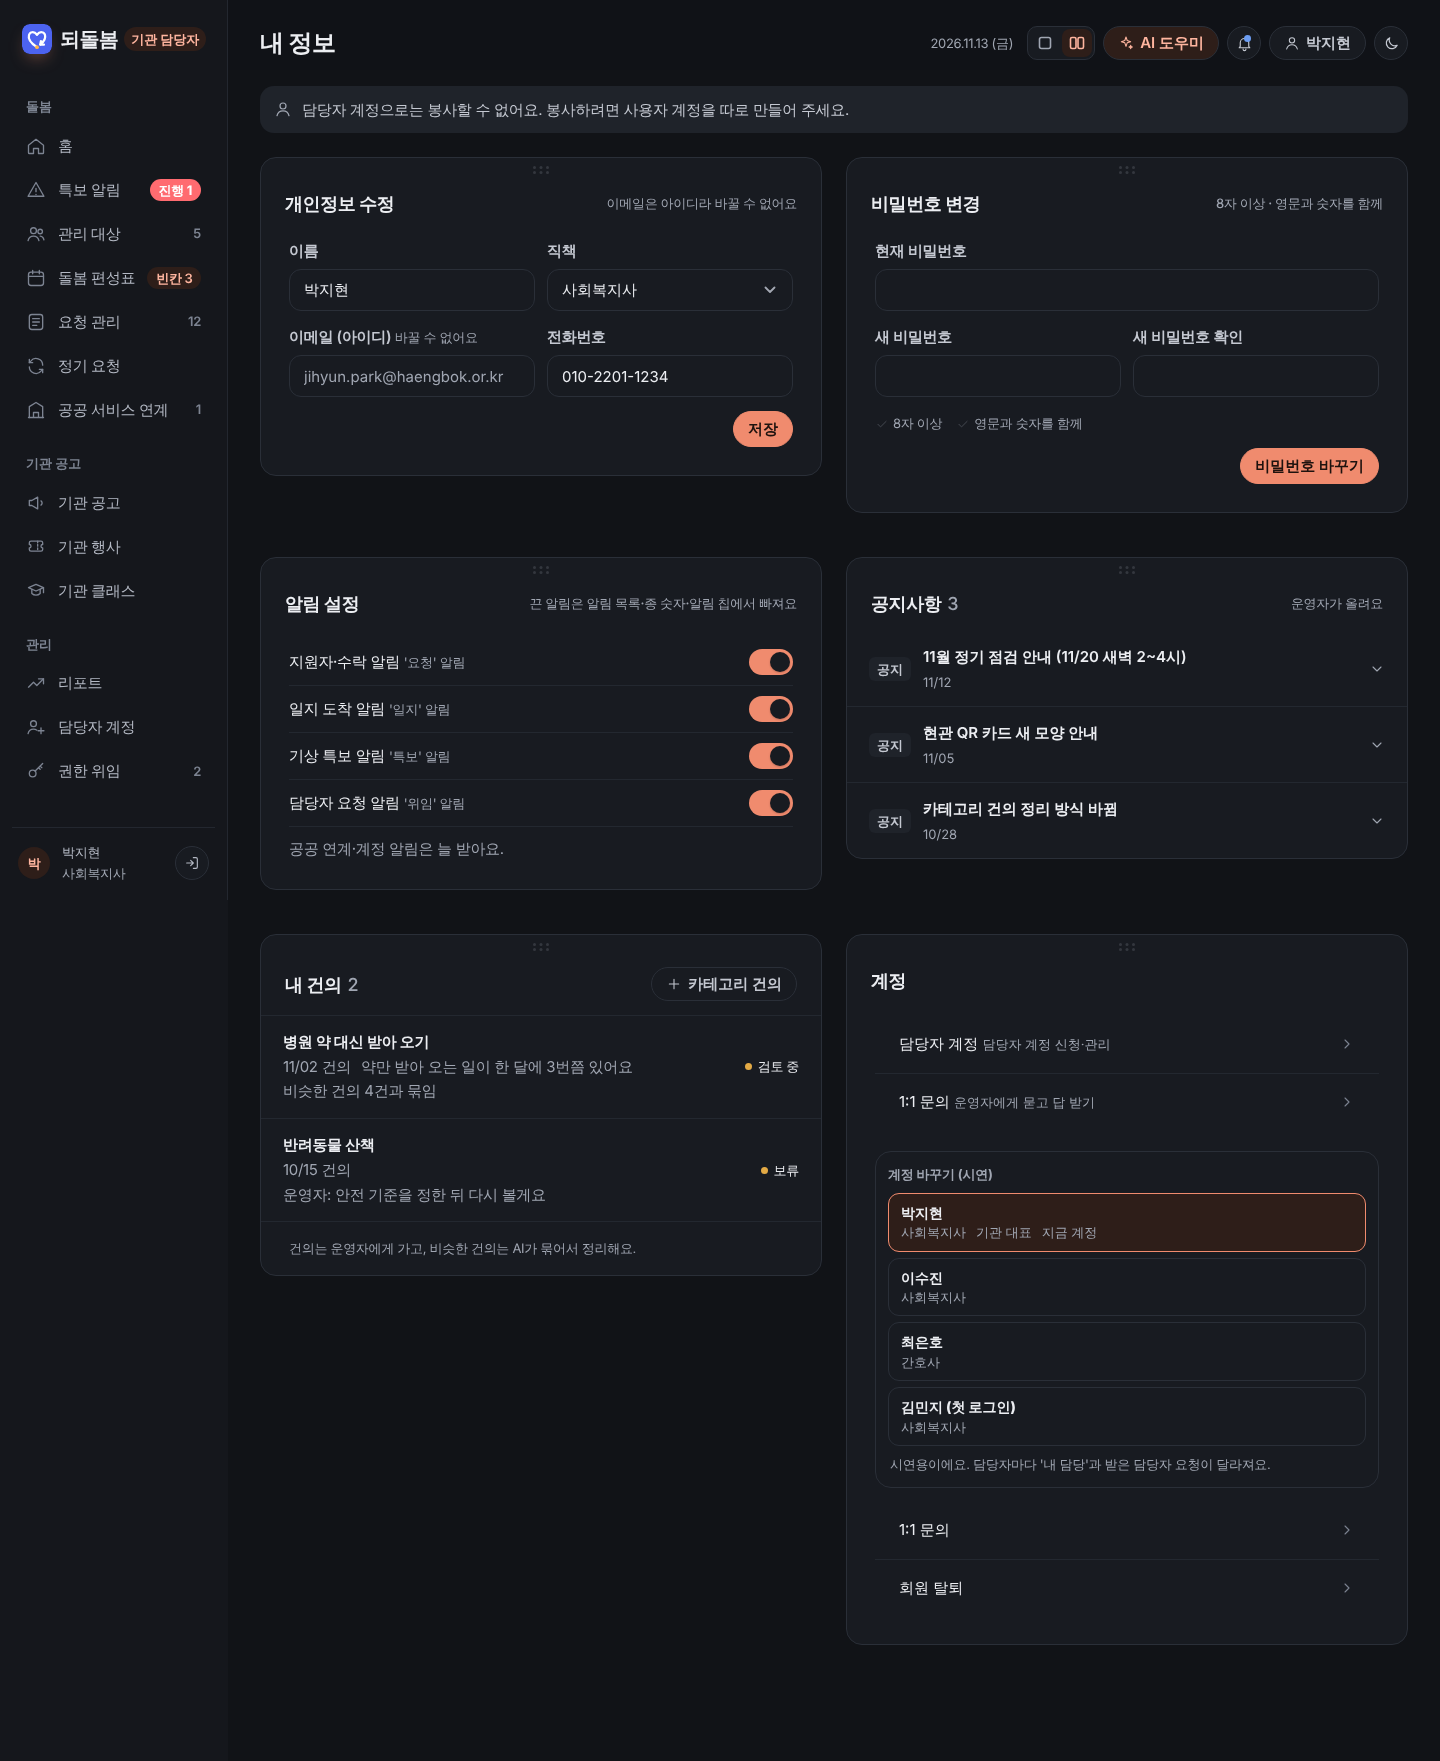 되돌봄 기관 담당자
돌봄
홈
특보 알림 진행 1
관리 대상 5
돌봄 편성표 빈칸 3
요청 관리 12
정기 요청
공공 서비스 연계 1
기관 공고
기관 공고
기관 행사
기관 클래스
관리
리포트
담당자 계정
권한 위임 2
박 박지현
사회복지사
내 정보
2026.11.13 (금) AI 도우미 박지현
담당자 계정으로는 봉사할 수 없어요. 봉사하려면 사용자 계정을 따로 만들어 주세요.
개인정보 수정 이메일은 아이디라 바꿀 수 없어요
이름 직책
박지현 사회복지사
이메일 (아이디) 바꿀 수 없어요 전화번호
jihyun.park@haengbok.or.kr 010-2201-1234
저장
비밀번호 변경 8자 이상 · 영문과 숫자를 함께
현재 비밀번호
새 비밀번호 새 비밀번호 확인
8자 이상 영문과 숫자를 함께
비밀번호 바꾸기
알림 설정 끈 알림은 알림 목록·종 숫자·알림 칩에서 빠져요
지원자·수락 알림 '요청' 알림
일지 도착 알림 '일지' 알림
기상 특보 알림 '특보' 알림
담당자 요청 알림 '위임' 알림
공공 연계·계정 알림은 늘 받아요.
공지사항 3 운영자가 올려요
공지 11월 정기 점검 안내 (11/20 새벽 2~4시)
11/12
공지 현관 QR 카드 새 모양 안내
11/05
공지 카테고리 건의 정리 방식 바뀜
10/28
내 건의 2 카테고리 건의
병원 약 대신 받아 오기
11/02 건의 약만 받아 오는 일이 한 달에 3번쯤 있어요 검토 중
비슷한 건의 4건과 묶임
반려동물 산책
10/15 건의 보류
운영자: 안전 기준을 정한 뒤 다시 볼게요
건의는 운영자에게 가고, 비슷한 건의는 AI가 묶어서 정리해요.
계정
담당자 계정 담당자 계정 신청·관리
1:1 문의 운영자에게 묻고 답 받기
계정 바꾸기 (시연)
박지현
사회복지사 기관 대표 지금 계정
이수진
사회복지사
최은호
간호사
김민지 (첫 로그인)
사회복지사
시연용이에요. 담당자마다 '내 담당'과 받은 담당자 요청이 달라져요.
1:1 문의
회원 탈퇴